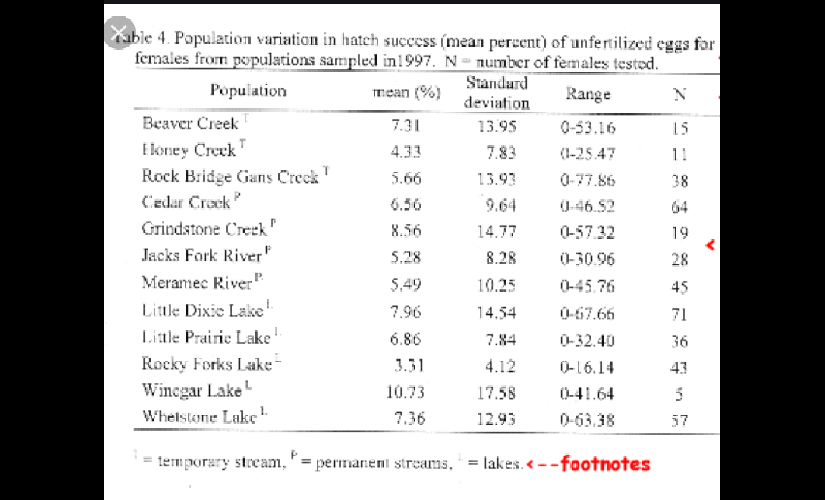 Table 4. Population variation in hatch success (mean percent) of unfertilized eggs for
females from populations sampled in1997. N = number of females tested.
Population mean (%) Standard deviation Range N
Beaver Creek T 7.31 13.95 0-53.16 15
Honey Creek T 4.33 7.83 0-25.47 11
Rock Bridge Gans Creek T 5.66 13.93 0-77.86 38
Cedar Creek P 6.56 9.64 0-46.52 64
Grindstone Creek P 8.56 14.77 0-57.32 19
Jacks Fork River P 5.28 8.28 0-30.96 28
Meramec River P 5.49 10.25 0-45.76 45
Little Dixie Lake L 7.96 14.54 0-67.66 71
Little Prairie Lake L 6.86 7.84 0-32.40 36
Rocky Forks Lake L 3.31 4.12 0-16.14 43
Winegar Lake L 10.73 17.58 0-41.64 5
Whetstone Lake L 7.36 12.93 0-63.38 57
T = temporary stream, P = permanent streams, L = lakes. <--footnotes